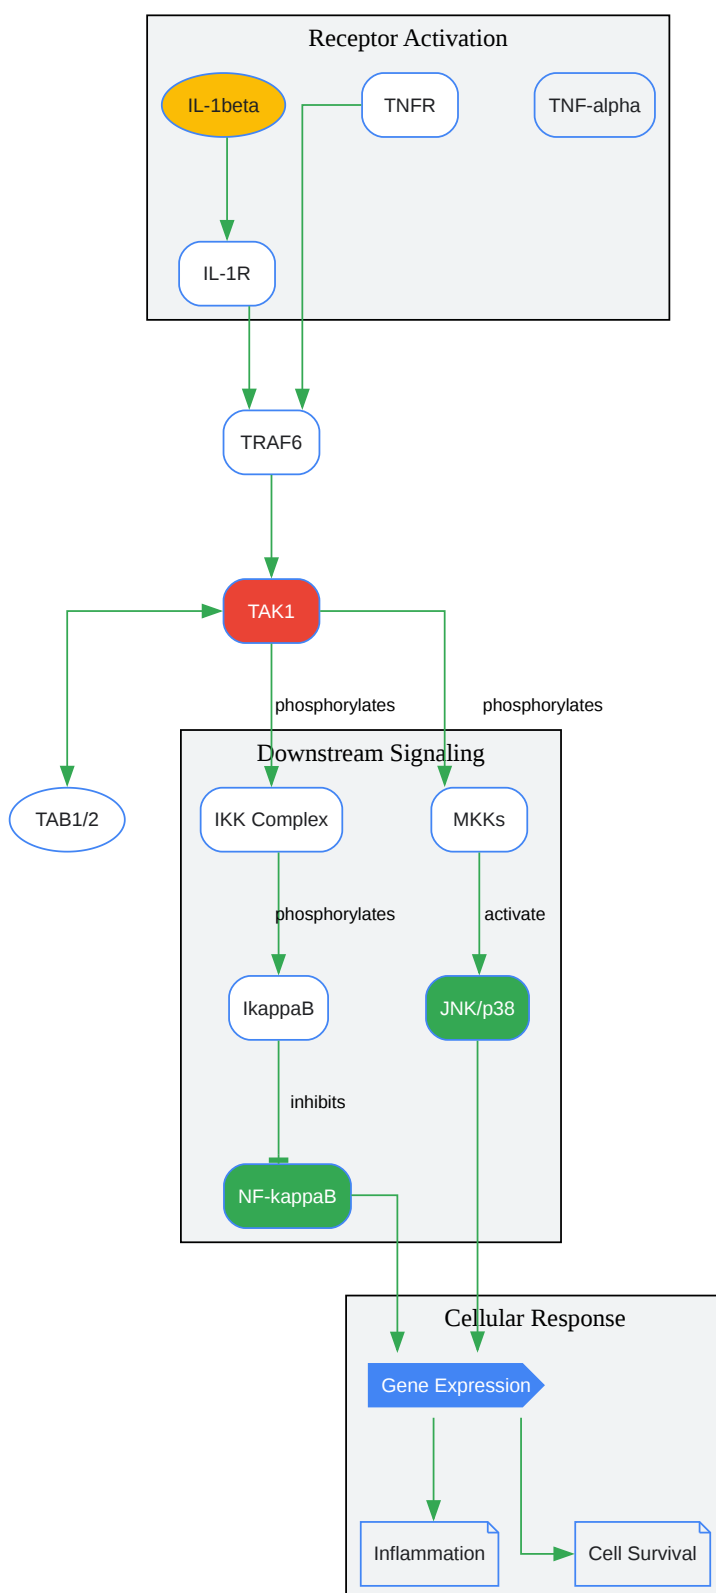 Receptor Activation
IL-1beta
TNFR
TNF-alpha
IL-1R
TRAF6
TAK1
phosphorylates
phosphorylates
Downstream Signaling
TAB1/2
IKK Complex
MKKs
phosphorylates
activate
IkappaB
JNK/p38
inhibits
NF-kappaB
Cellular Response
Gene Expression
Inflammation
Cell Survival